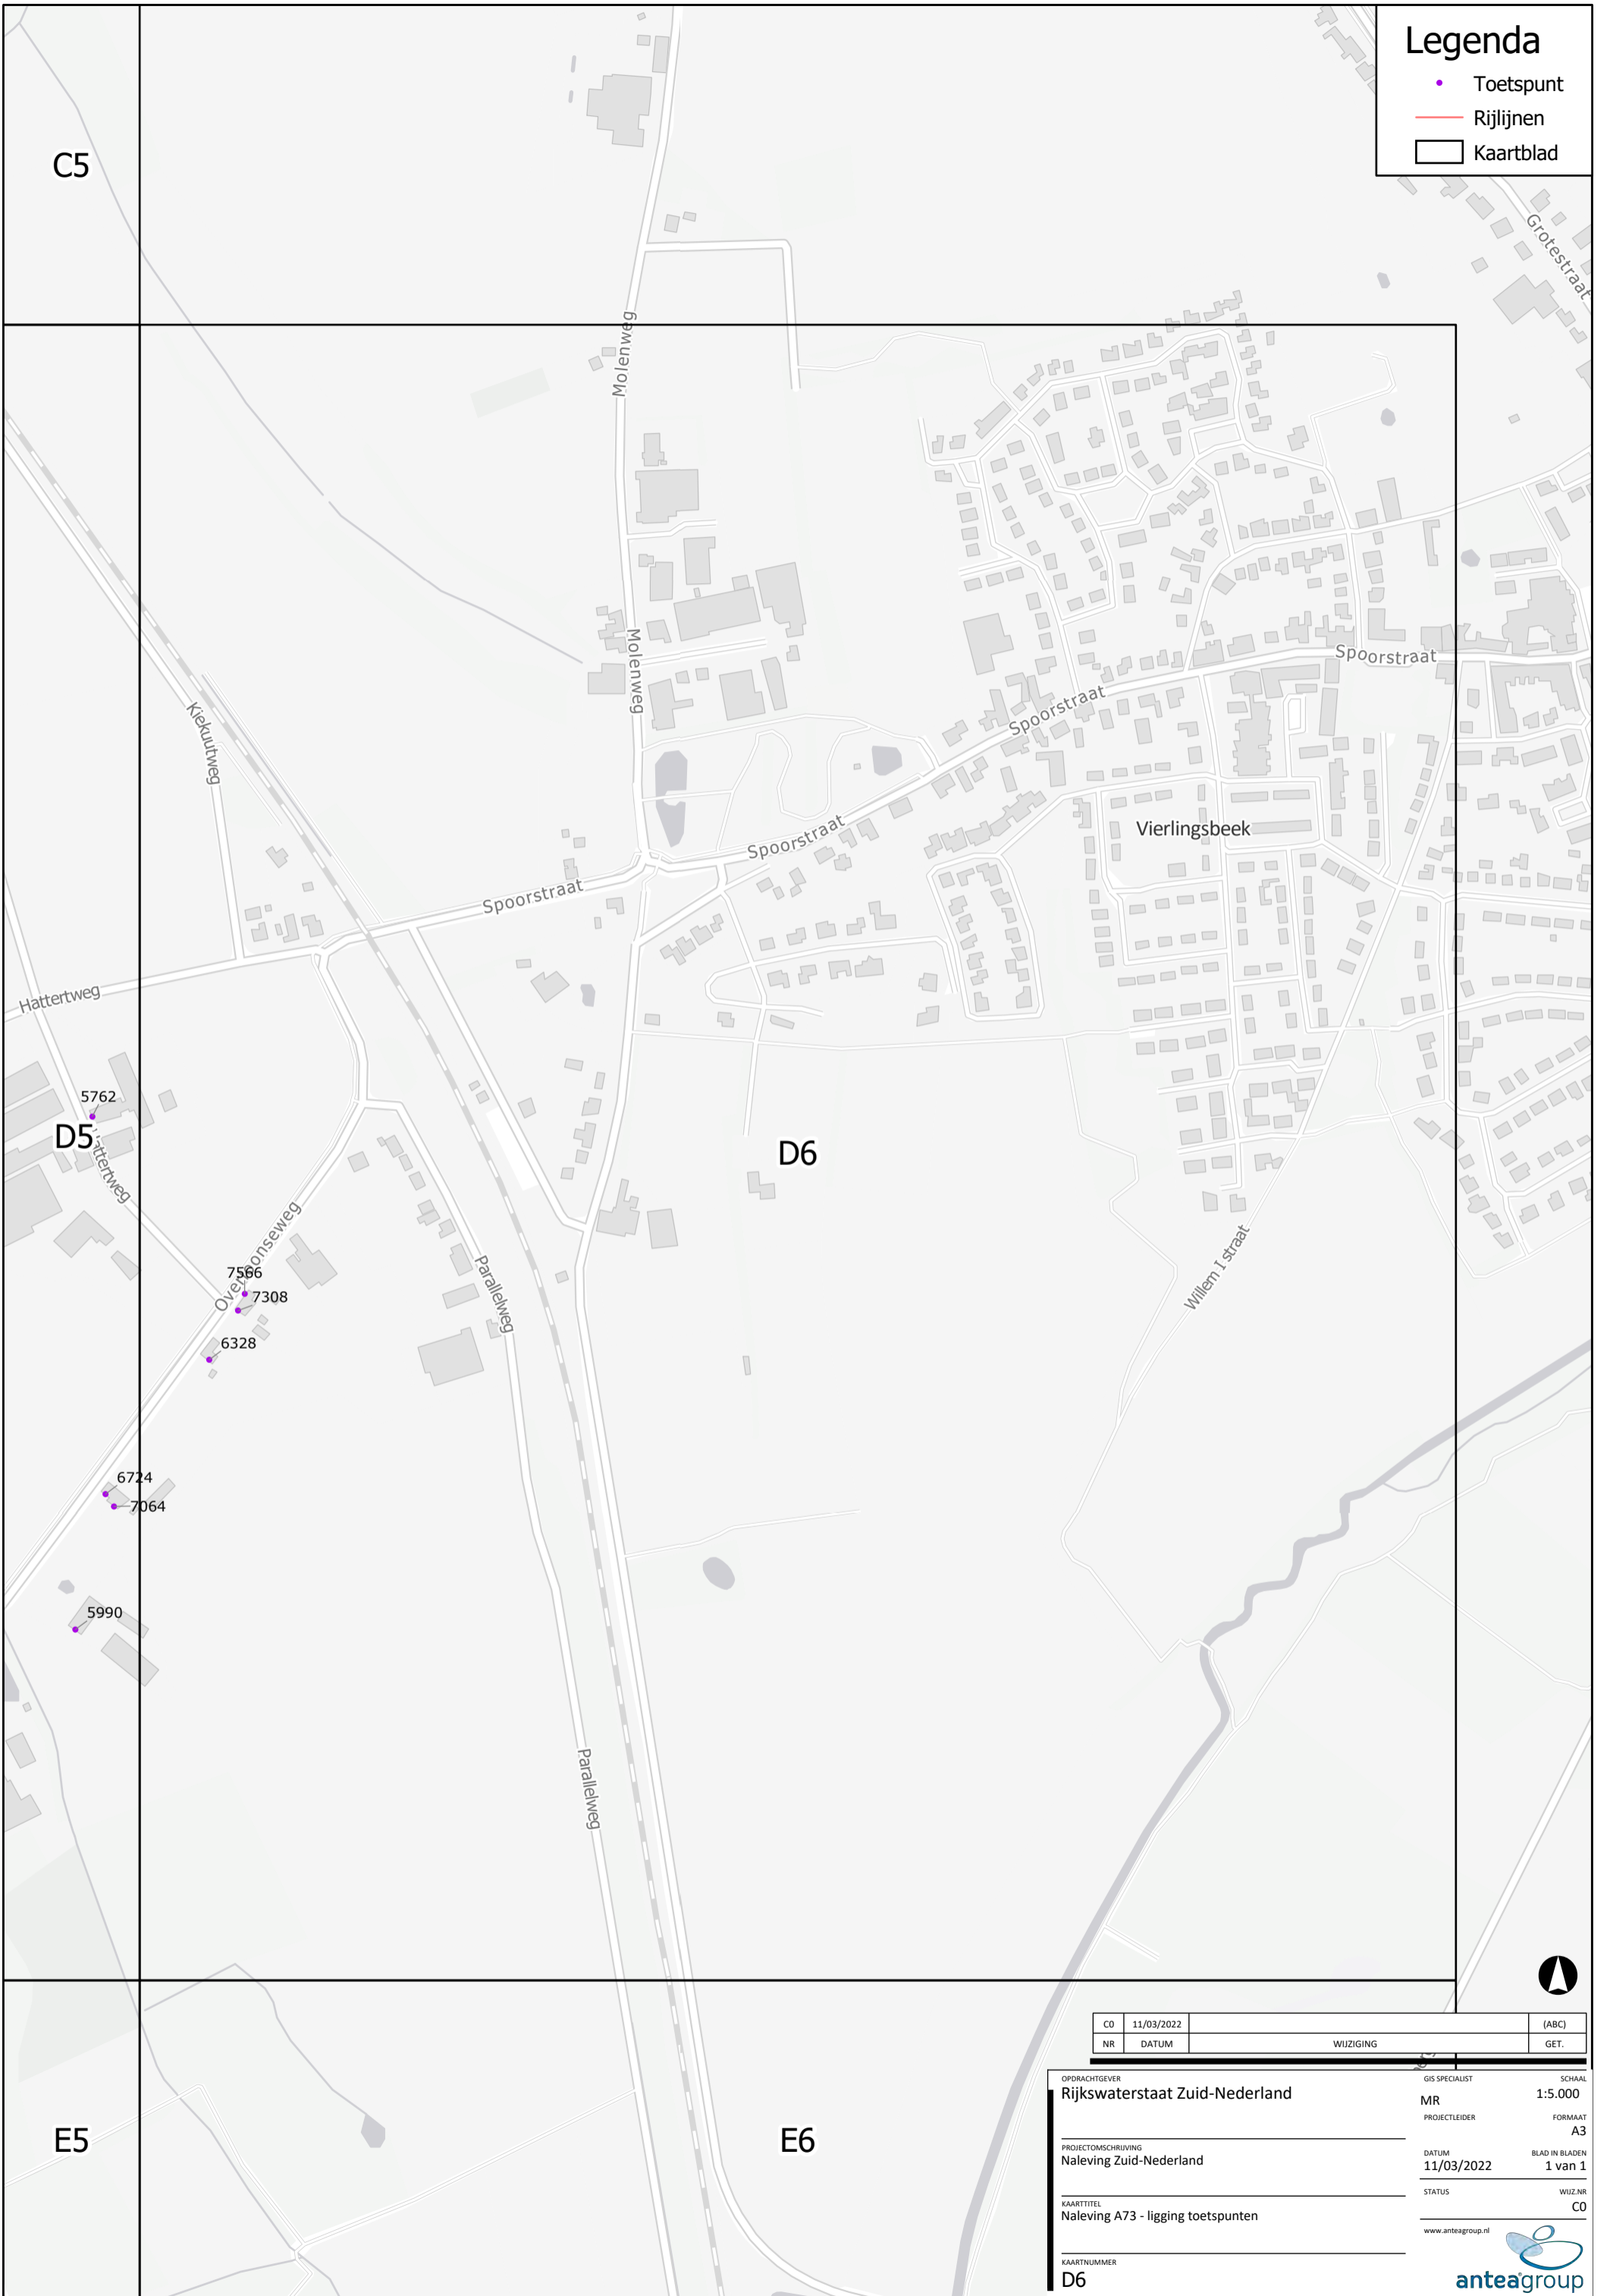 Legenda
Toetspunt
Rijlijnen
Kaartblad
C5
Grotestraat
Molenweg
Molenweg
Kiekuutweg
Spoorstraat
Spoorstraat
Spoorstraat
Spoorstraat
Vierlingsbeek
Hattertweg
5762
D5
Hattertweg
D6
Overloonseweg
7566
7308
6328
Parallelweg
Willem I straat
6724
7064
5990
Parallelweg
E5
E6
C0 11/03/2022 (ABC)
NR DATUM WIJZIGING GET.
OPDRACHTGEVER
Rijkswaterstaat Zuid-Nederland
GIS SPECIALIST SCHAAL
MR 1:5.000
PROJECTLEIDER FORMAAT
A3
PROJECTOMSCHRIJVING
Naleving Zuid-Nederland
DATUM BLAD IN BLADEN
11/03/2022 1 van 1
STATUS WIJZ.NR
C0
KAARTTITEL
Naleving A73 - ligging toetspunten
www.anteagroup.nl
KAARTNUMMER
D6
anteagroup